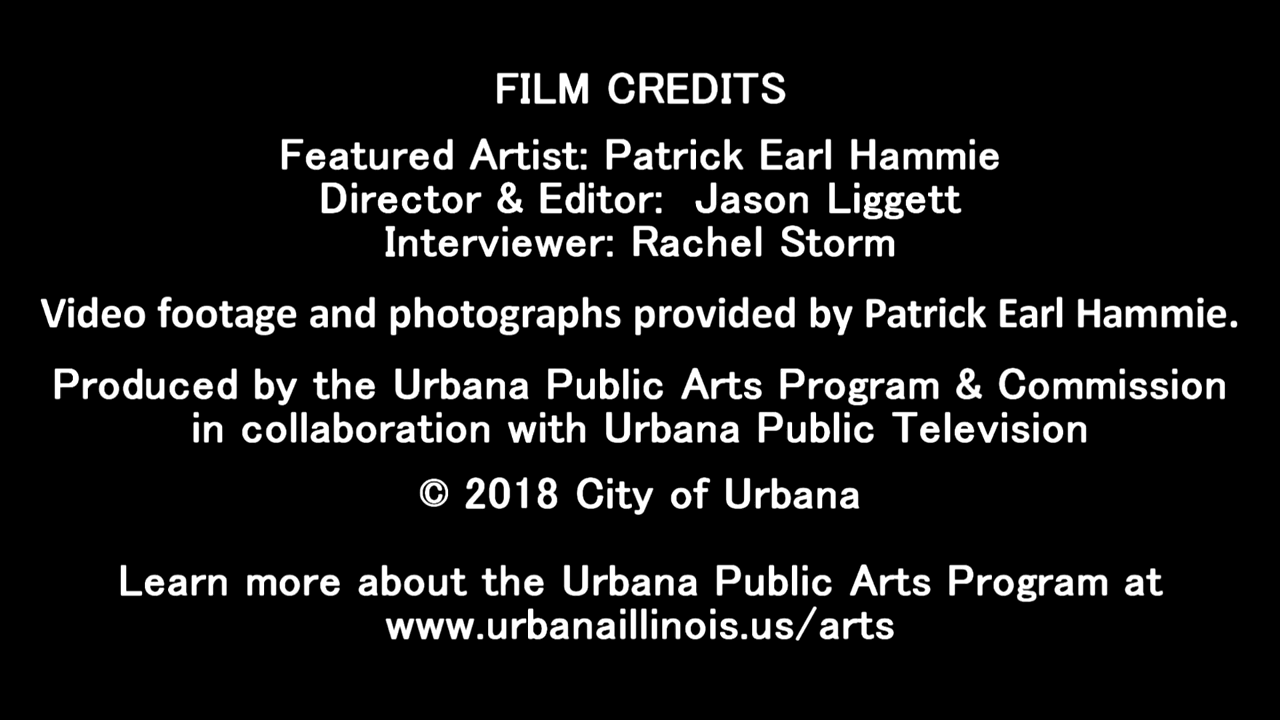 FILM CREDITS
Featured Artist: Patrick Earl Hammie
Director & Editor:  Jason Liggett
Interviewer: Rachel Storm
Video footage and photographs provided by Patrick Earl Hammie.
Produced by the Urbana Public Arts Program & Commission
in collaboration with Urbana Public Television
© 2018 City of Urbana
Learn more about the Urbana Public Arts Program at
www.urbanaillinois.us/arts